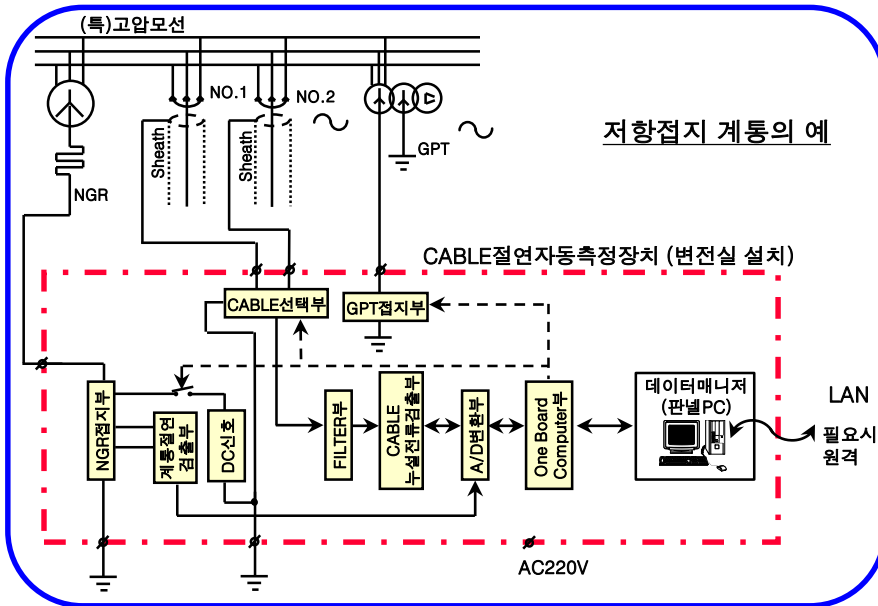 (특)고압모선
NO.1
NO.2
Sheath
Sheath
GPT
NGR
저항접지 계통의 예
CABLE절연자동측정장치 (변전실 설치)
CABLE선택부
GPT접지부
NGR접지부
계통절연
검출부
DC신호
FILTER부
CABLE
누설전류검출부
A/D변환부
One Board
Computer부
데이터매니저
(판넬PC)
LAN
필요시
원격
AC220V